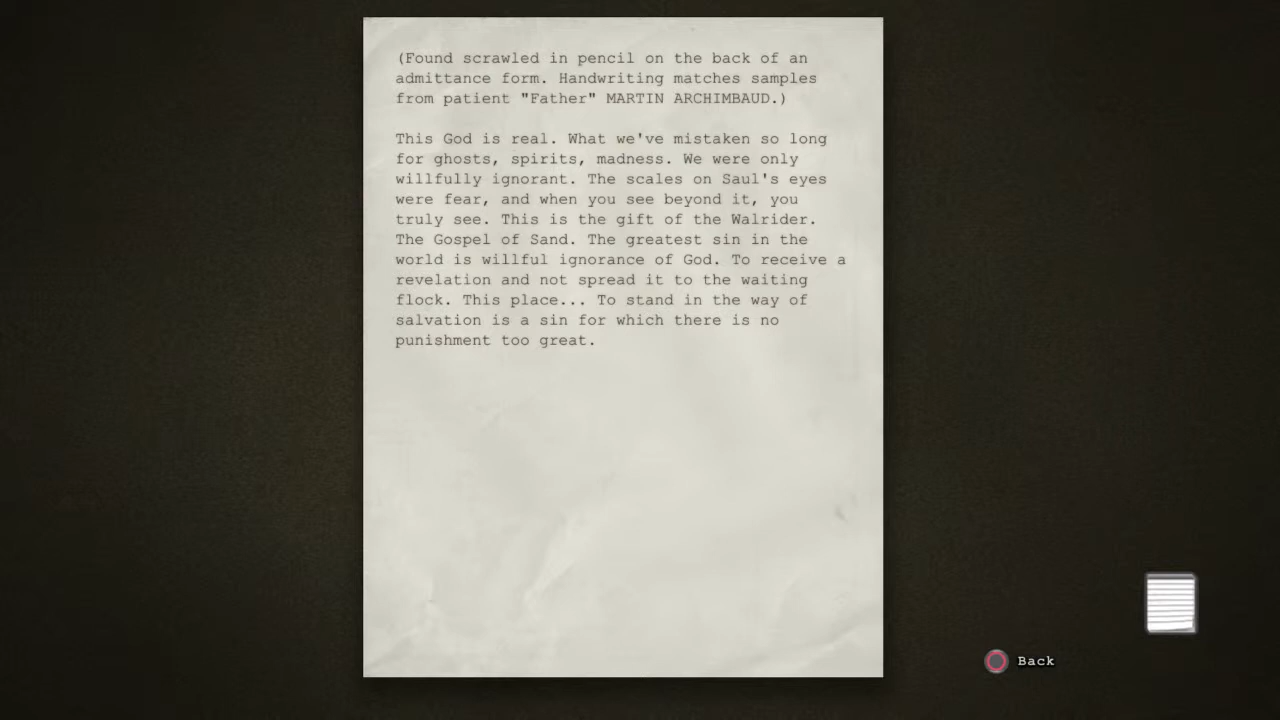 (Found scrawled in pencil on the back of an
admittance form. Handwriting matches samples
from patient "Father" MARTIN ARCHIMBAUD.)
This God is real. What we've mistaken so long
for ghosts, spirits, madness. We were only
willfully ignorant. The scales on Saul's eyes
were fear, and when you see beyond it, you
truly see. This is the gift of the Walrider.
The Gospel of Sand. The greatest sin in the
world is willful ignorance of God. To receive a
revelation and not spread it to the waiting
flock. This place... To stand in the way of
salvation is a sin for which there is no
punishment too great.
Back